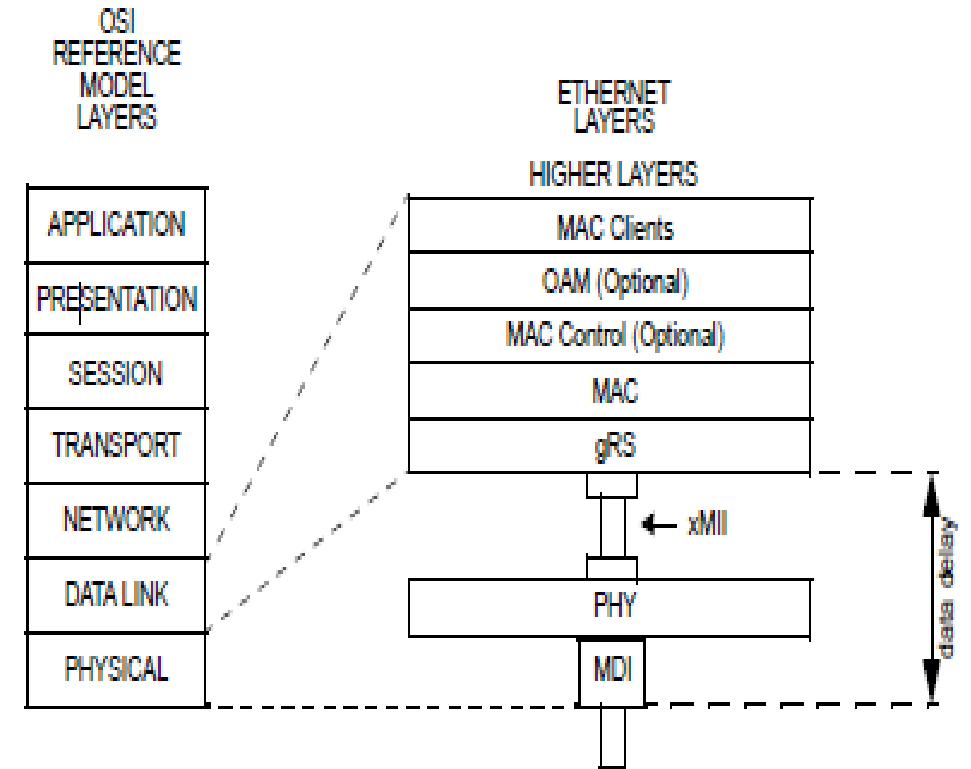 OSI
REFERENCE
MODEL
LAYERS
APPLICATION
PRESENTATION
SESSION
TRANSPORT
NETWORK
DATA LINK
PHYSICAL
ETHERNET
LAYERS
HIGHER LAYERS
MAC Clients
OAM (Optional)
MAC Control (Optional)
MAC
gRS
xMII
PHY
MDI
data delay